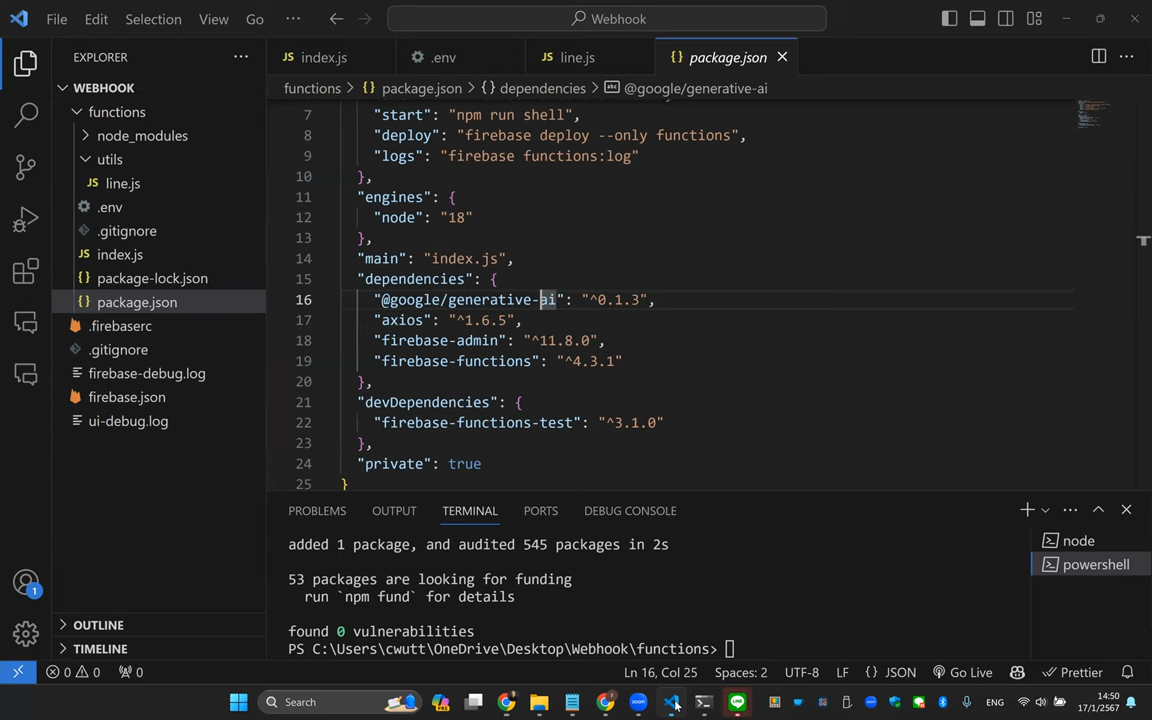 File Edit Selection View Go ··· Webhook
EXPLORER ···
WEBHOOK
functions
node_modules
utils
JS line.js
.env
.gitignore
JS index.js
{} package-lock.json
{} package.json
.firebaserc
.gitignore
firebase-debug.log
firebase.json
ui-debug.log
OUTLINE
TIMELINE
JS index.js .env JS line.js {} package.json ···
functions > {} package.json > {} dependencies > abc @google/generative-ai
7 "start": "npm run shell",
8 "deploy": "firebase deploy --only functions",
9 "logs": "firebase functions:log"
10 },
11 "engines": {
12 "node": "18"
13 },
14 "main": "index.js",
15 "dependencies": {
16 "@google/generative-ai": "^0.1.3",
17 "axios": "^1.6.5",
18 "firebase-admin": "^11.8.0",
19 "firebase-functions": "^4.3.1"
20 },
21 "devDependencies": {
22 "firebase-functions-test": "^3.1.0"
23 },
24 "private": true
25 }
PROBLEMS OUTPUT TERMINAL PORTS DEBUG CONSOLE ···
added 1 package, and audited 545 packages in 2s
53 packages are looking for funding
run `npm fund` for details
found 0 vulnerabilities
PS C:\Users\cwutt\OneDrive\Desktop\Webhook\functions>
node
powershell
1
0 0 0 Ln 16, Col 25 Spaces: 2 UTF-8 LF {} JSON Go Live Prettier
Search ENG 14:50
17/1/2567